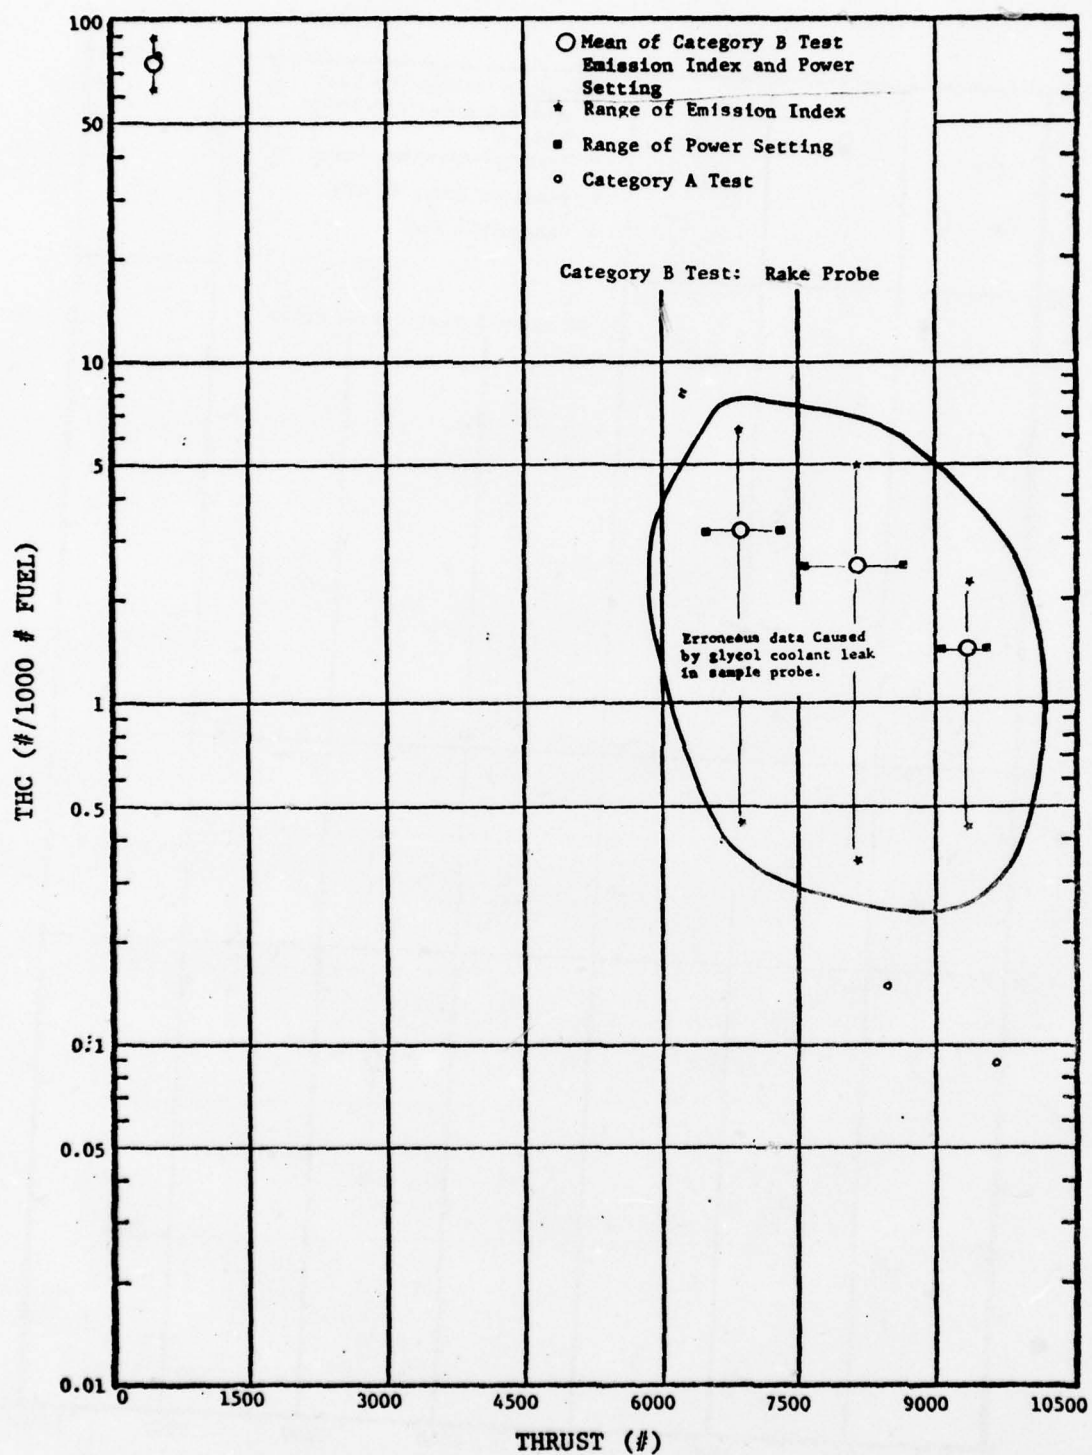 Mean of Category B Test
Emission Index and Power
Setting
Range of Emission Index
Range of Power Setting
Category A Test
Category B Test: Rake Probe
Erroneous data Caused
by glycol coolant leak
in sample probe.
THC (#/1000 # FUEL)
100
50
10
5
1
0.5
0.1
0.05
0.01
0
1500
3000
4500
6000
7500
9000
10500
THRUST (#)